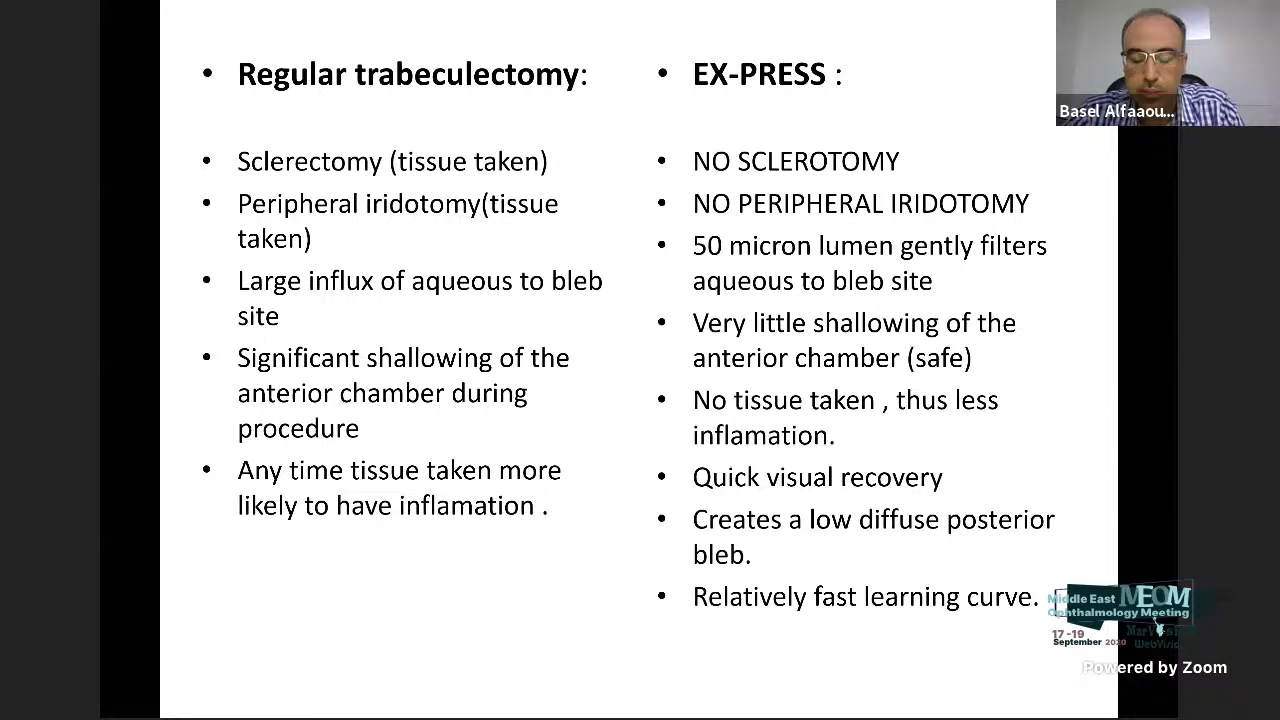 • Regular trabeculectomy:
• Sclerectomy (tissue taken)
• Peripheral iridotomy(tissue
taken)
• Large influx of aqueous to bleb
site
• Significant shallowing of the
anterior chamber during
procedure
• Any time tissue taken more
likely to have inflamation .
• EX-PRESS :
• NO SCLEROTOMY
• NO PERIPHERAL IRIDOTOMY
• 50 micron lumen gently filters
aqueous to bleb site
• Very little shallowing of the
anterior chamber (safe)
• No tissue taken , thus less
inflamation.
• Quick visual recovery
• Creates a low diffuse posterior
bleb.
• Relatively fast learning curve.
Basel Alfaaou...
Middle East MEOM
Ophthalmology Meeting
17-19
September 2020
Powered by Zoom